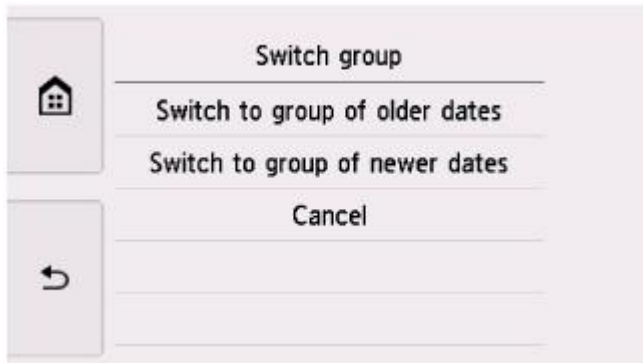 Switch group
Switch to group of older dates
Switch to group of newer dates
Cancel